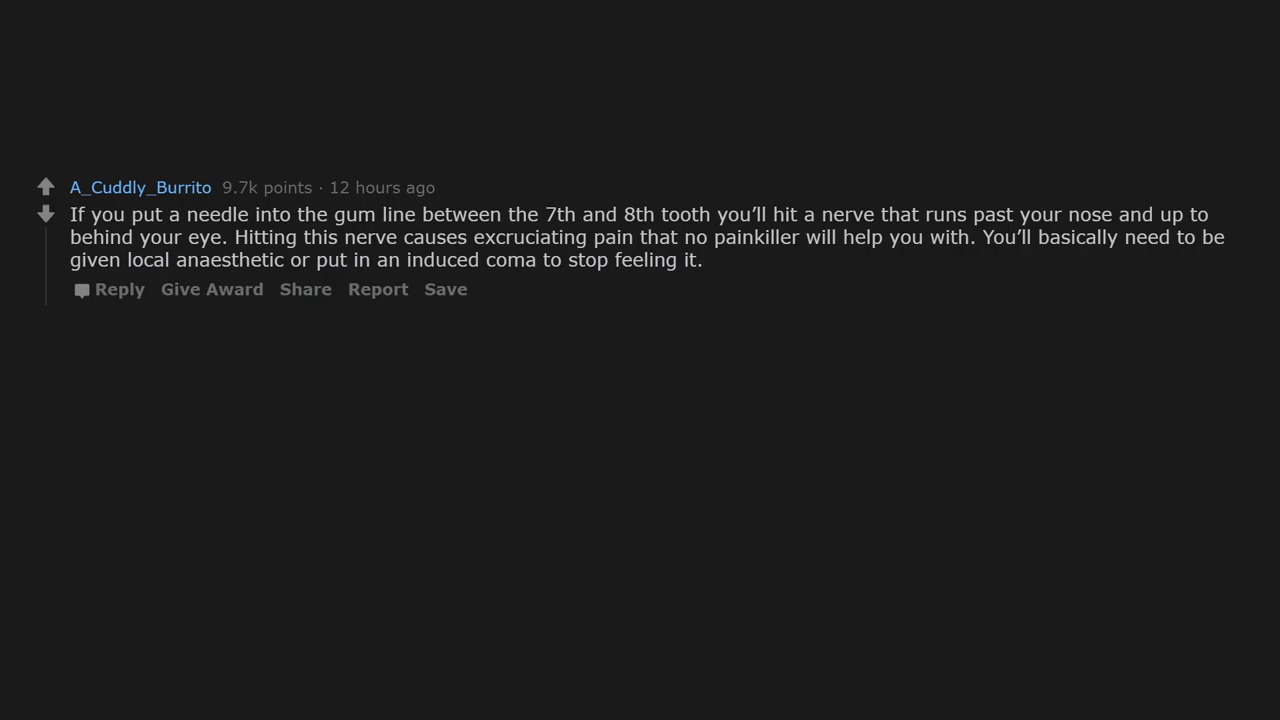 A_Cuddly_Burrito 9.7k points · 12 hours ago
If you put a needle into the gum line between the 7th and 8th tooth you’ll hit a nerve that runs past your nose and up to
behind your eye. Hitting this nerve causes excruciating pain that no painkiller will help you with. You’ll basically need to be
given local anaesthetic or put in an induced coma to stop feeling it.
Reply Give Award Share Report Save